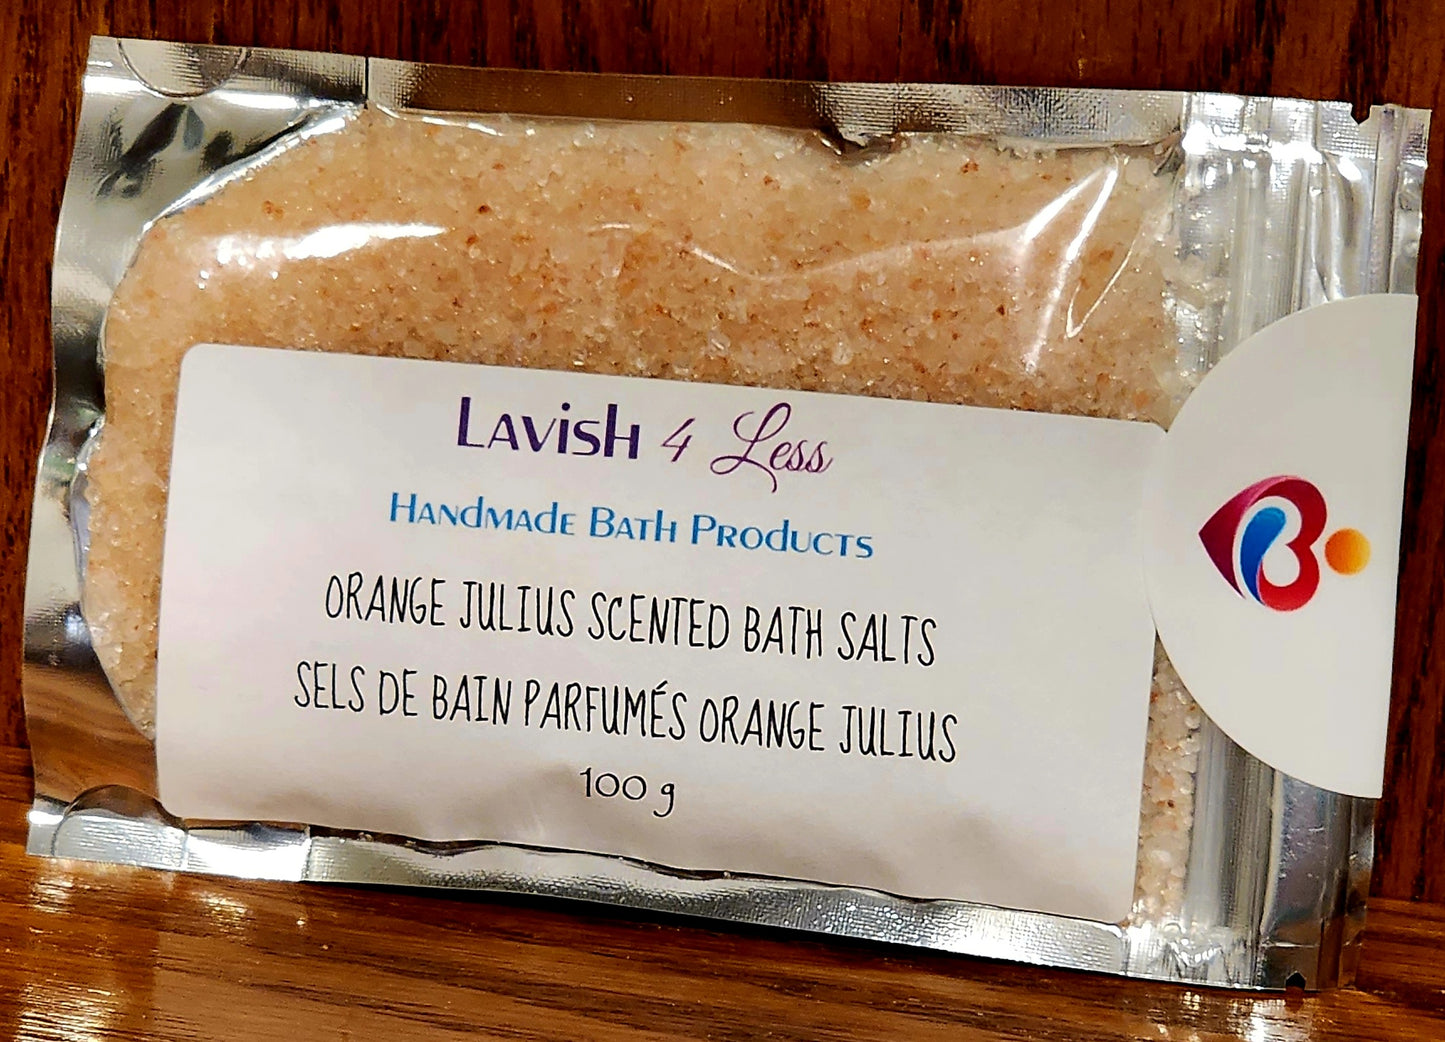 Lavish 4 Less
Handmade Bath Products
ORANGE JULIUS SCENTED BATH SALTS
SELS DE BAIN PARFUMÉS ORANGE JULIUS
100 g